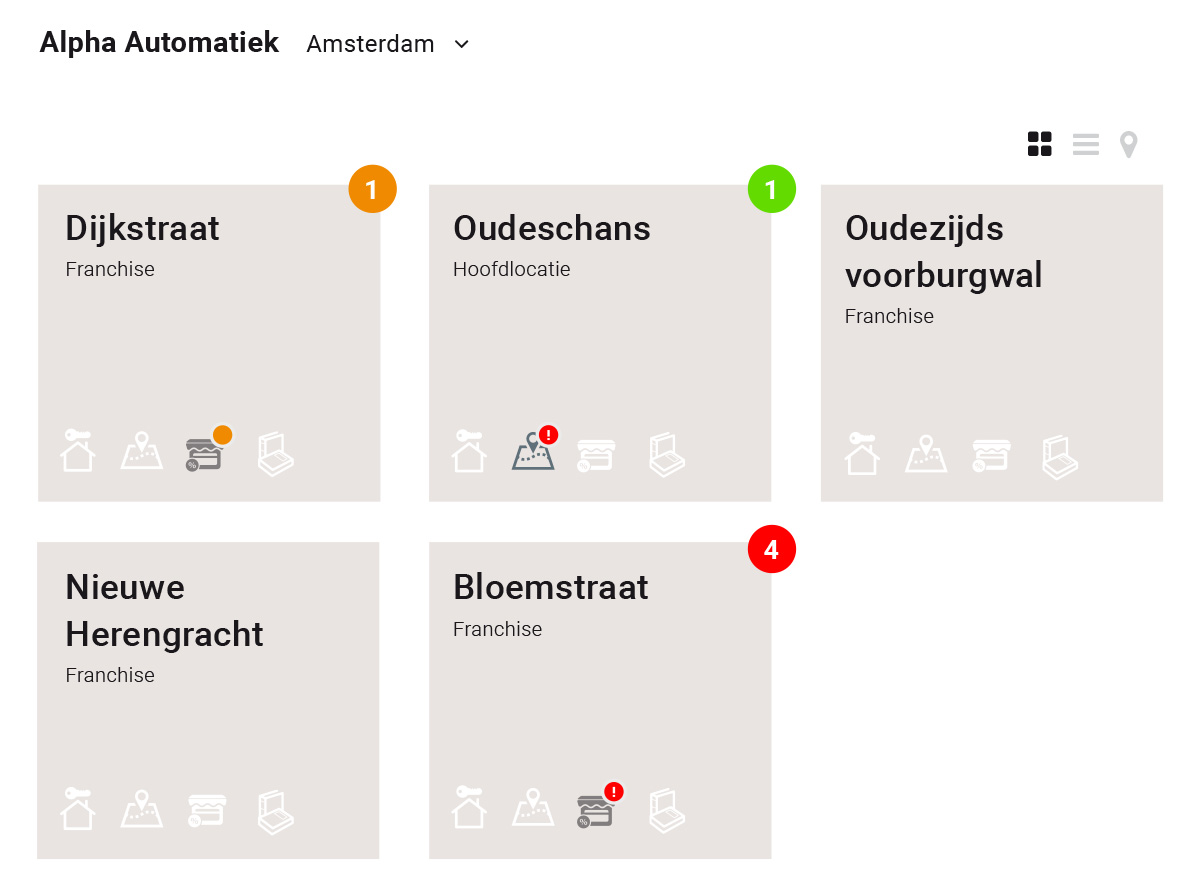 Alpha Automatiek Amsterdam
1
Dijkstraat
Franchise
%
1
Oudeschans
Hoofdlocatie
!
%
Oudezijds
voorburgwal
Franchise
%
Nieuwe
Herengracht
Franchise
%
4
Bloemstraat
Franchise
!
%